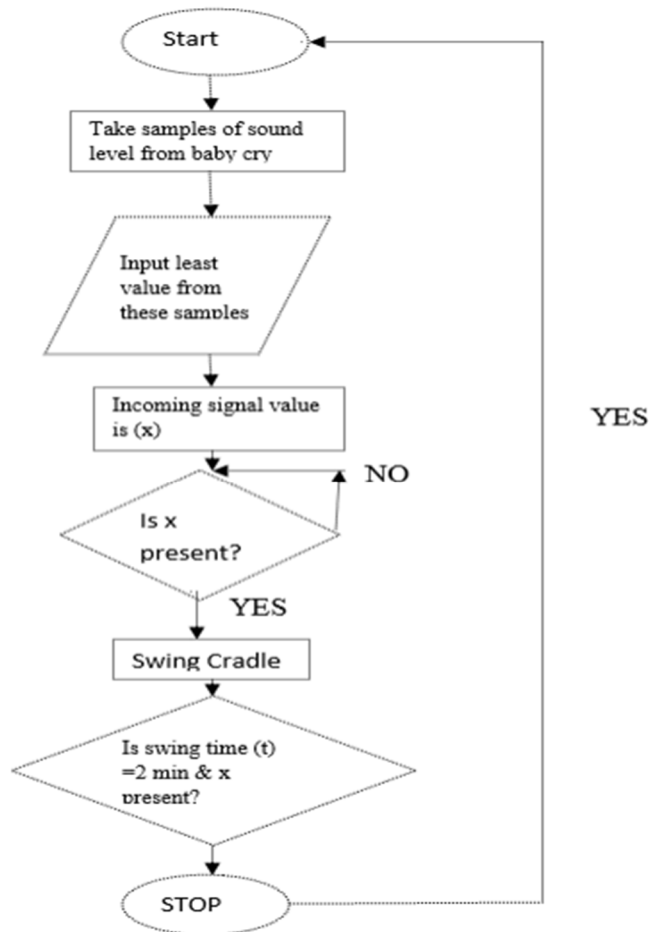 Start
Take samples of sound
level from baby cry
Input least
value from
these samples
Incoming signal value
is (x)
Is x
present?
NO
YES
YES
Swing Cradle
Is swing time (t)
=2 min & x
present?
STOP